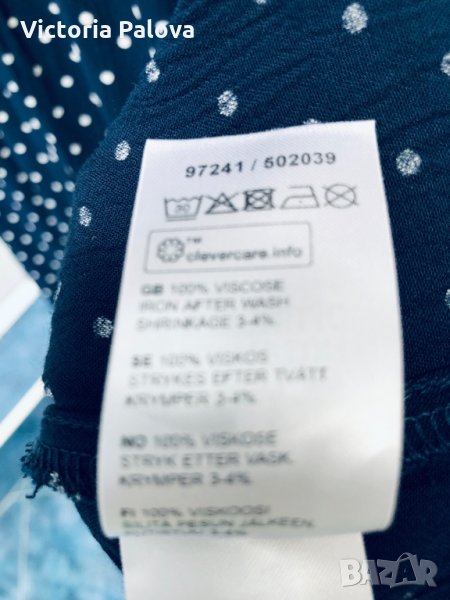 Victoria Palova
97241 / 502039
™
clevercare.info
GB 100% VISCOSE
IRON AFTER WASH
SHRINKAGE 3-4%
SE 100% VISKOS
STRYKES EFTER TVÄTT
KRYMPER 3-4%
NO 100% VISKOSE
STRYK ETTER VASK.
KRYMPER 3-4%
FI 100% VISKOOSI
SILITÄ PESUN JÄLKEEN
BAZAR